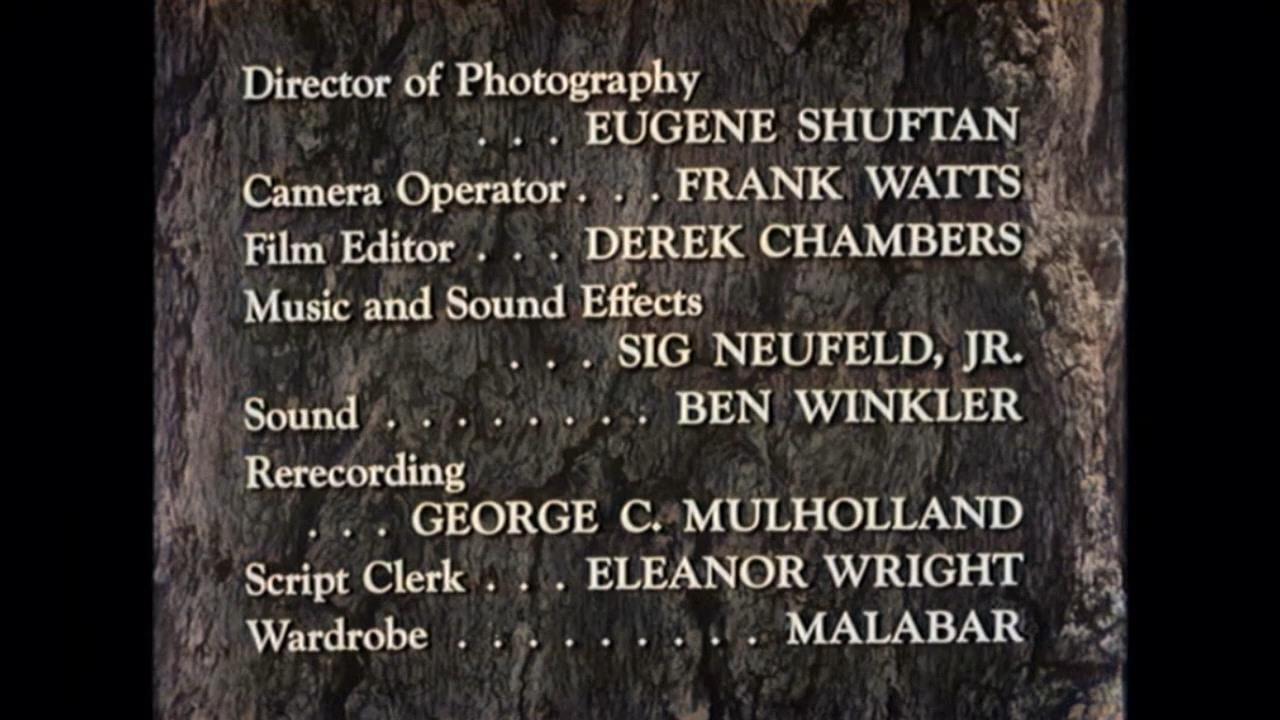 Director of Photography
. . . EUGENE SHUFTAN
Camera Operator . . . FRANK WATTS
Film Editor . . . DEREK CHAMBERS
Music and Sound Effects
. . . SIG NEUFELD, JR.
Sound . . . . . . . . BEN WINKLER
Rerecording
. . . GEORGE C. MULHOLLAND
Script Clerk . . . ELEANOR WRIGHT
Wardrobe . . . . . . . . . MALABAR